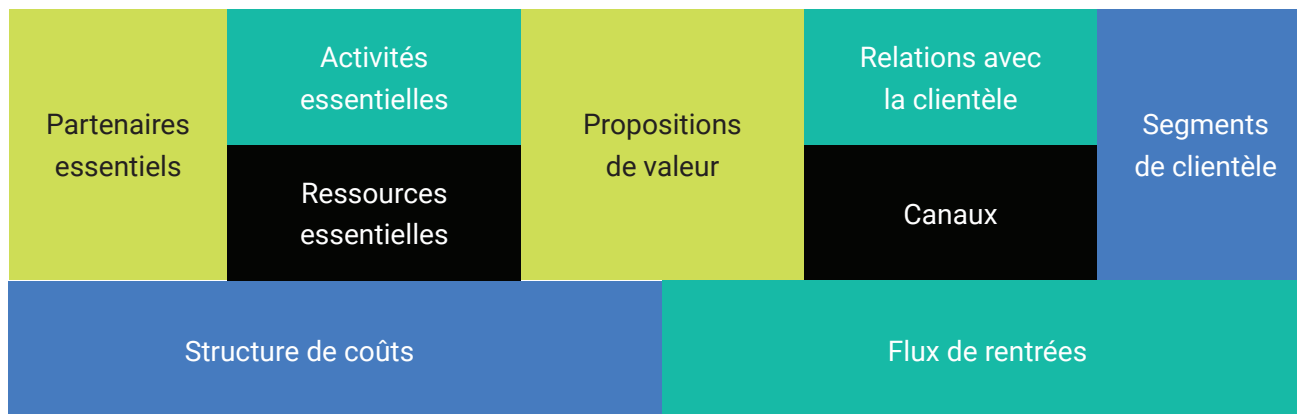 Partenaires
essentiels
Activités
essentielles
Ressources
essentielles
Propositions
de valeur
Relations avec
la clientèle
Canaux
Segments
de clientèle
Structure de coûts
Flux de rentrées